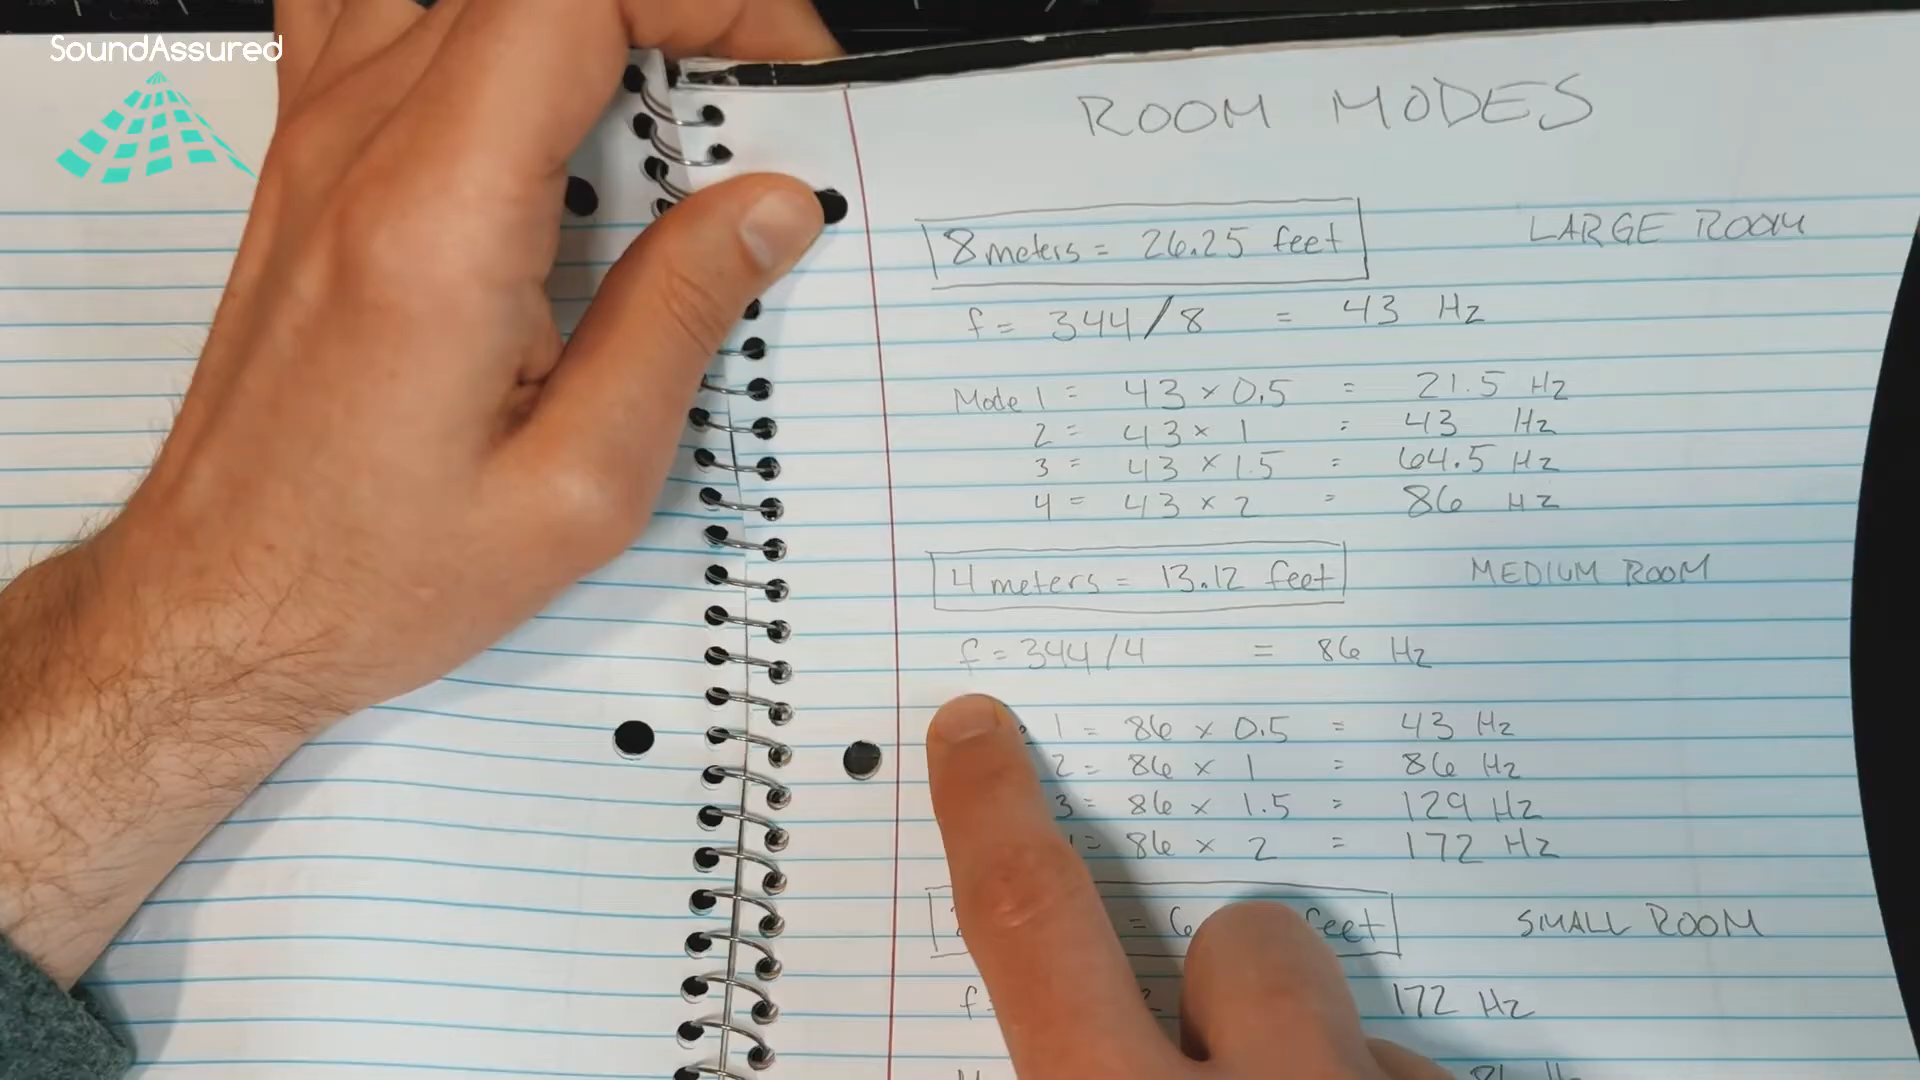 SoundAssured
ROOM MODES
8 meters = 26.25 feet LARGE ROOM
f = 344/8 = 43 Hz
Mode 1 = 43 x 0.5 = 21.5 Hz
2 = 43 x 1 = 43 Hz
3 = 43 x 1.5 = 64.5 Hz
4 = 43 x 2 = 86 Hz
4 meters = 13.12 feet MEDIUM ROOM
f = 344/4 = 86 Hz
1 = 86 x 0.5 = 43 Hz
2 = 86 x 1 = 86 Hz
3 = 86 x 1.5 = 129 Hz
= 86 x 2 = 172 Hz
= 6 feet SMALL ROOM
f = 2 172 Hz